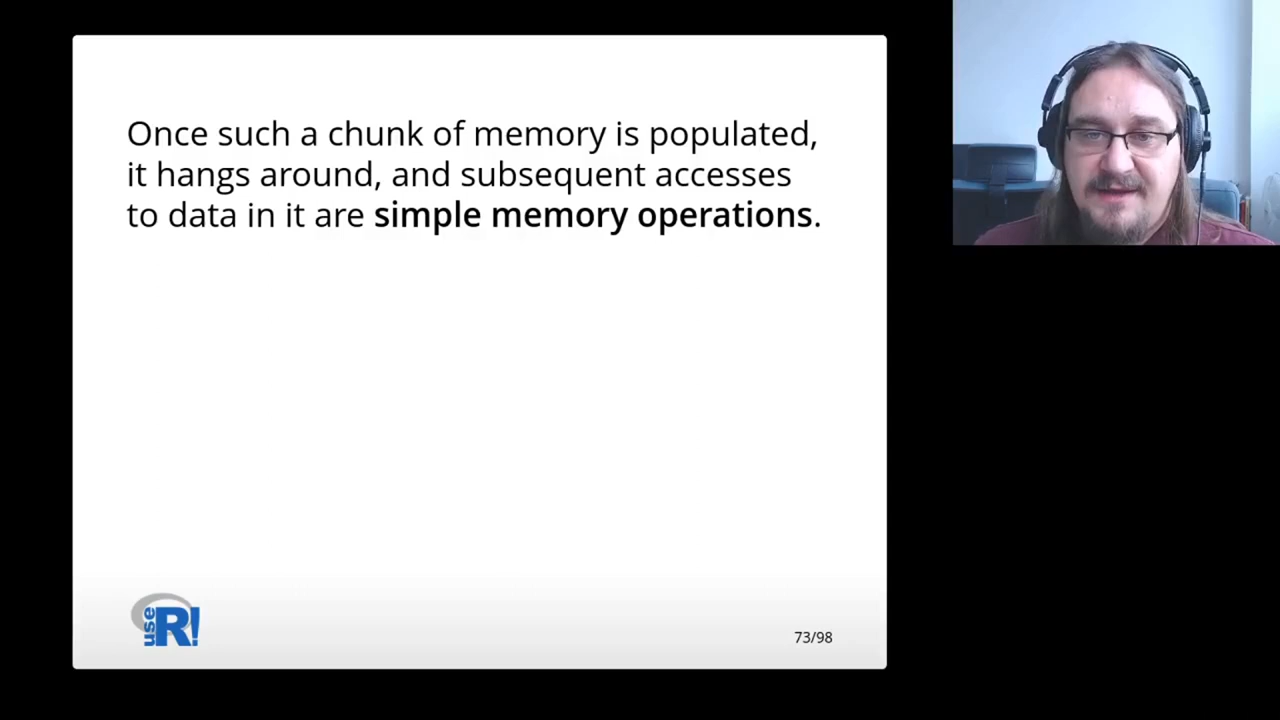 Once such a chunk of memory is populated,
it hangs around, and subsequent accesses
to data in it are simple memory operations.
use R!
73/98